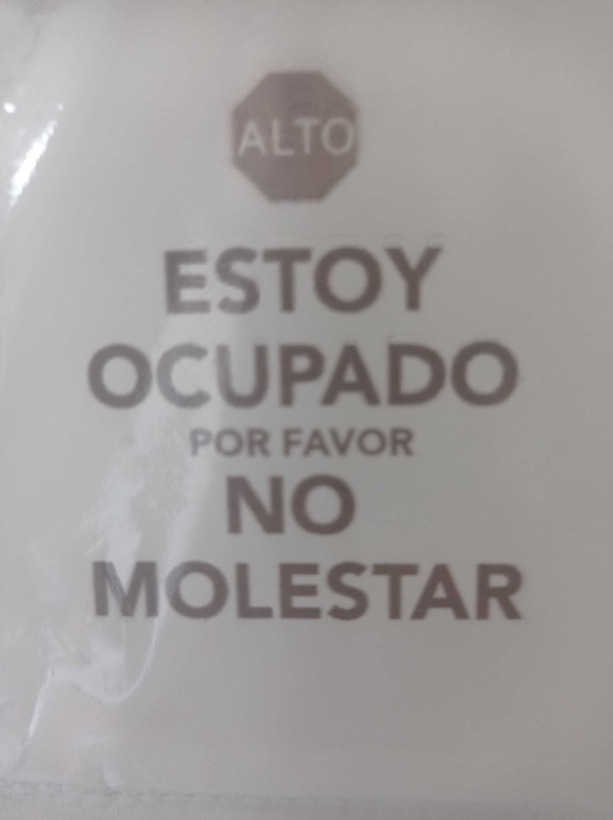 ALTO
ESTOY
OCUPADO
POR FAVOR
NO
MOLESTAR